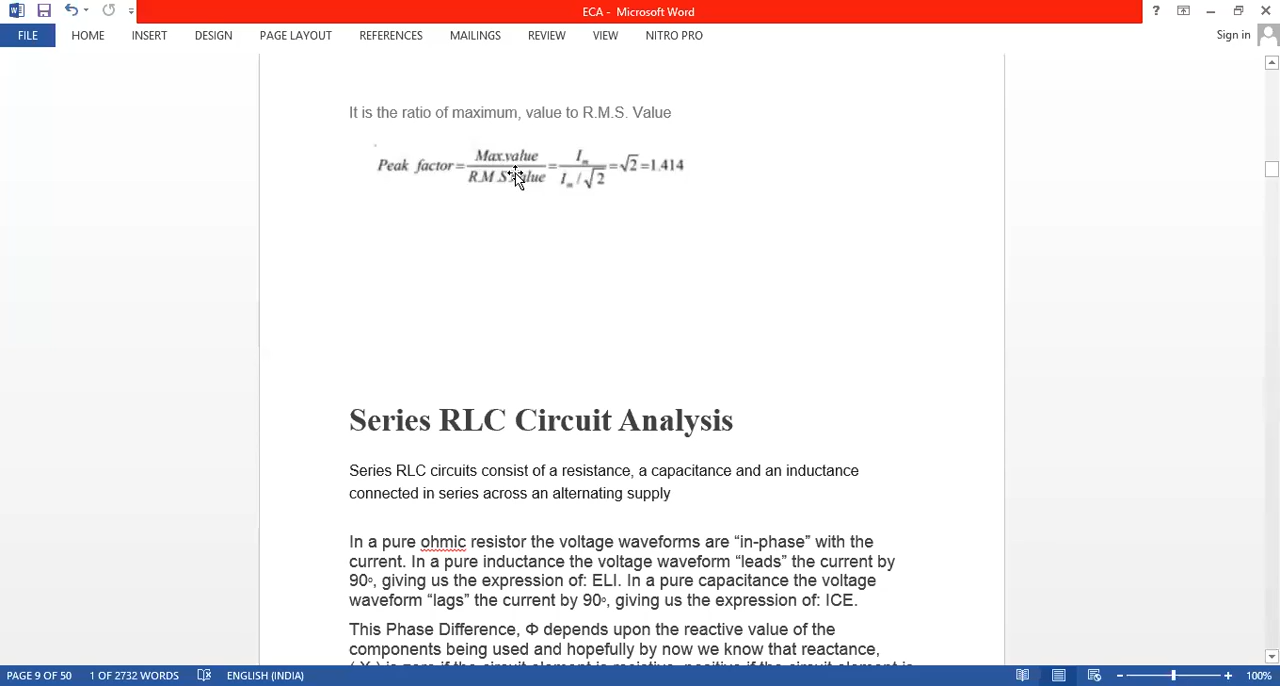 ECA - Microsoft Word
?
FILE HOME INSERT DESIGN PAGE LAYOUT REFERENCES MAILINGS REVIEW VIEW NITRO PRO Sign in
It is the ratio of maximum, value to R.M.S. Value
Peak factor = Max.value / R.M.S.value = Iₘ / (Iₘ / √2) = √2 = 1.414
Series RLC Circuit Analysis
Series RLC circuits consist of a resistance, a capacitance and an inductance
connected in series across an alternating supply
In a pure ohmic resistor the voltage waveforms are “in-phase” with the
current. In a pure inductance the voltage waveform “leads” the current by
90º, giving us the expression of: ELI. In a pure capacitance the voltage
waveform “lags” the current by 90º, giving us the expression of: ICE.
This Phase Difference, Φ depends upon the reactive value of the
components being used and hopefully by now we know that reactance,
PAGE 9 OF 50 1 OF 2732 WORDS ENGLISH (INDIA) 100%